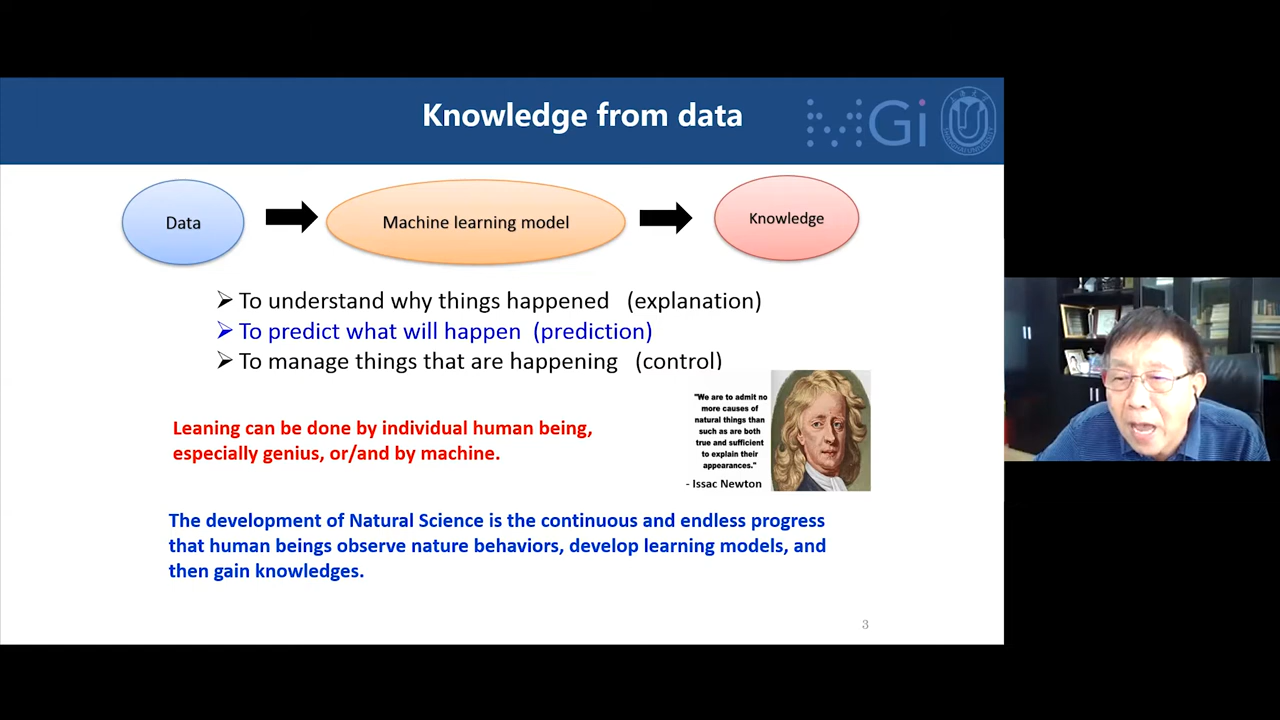 Knowledge from data
MGi
SHANGHAI UNIVERSITY
Data
Machine learning model
Knowledge
➢ To understand why things happened (explanation)
➢ To predict what will happen (prediction)
➢ To manage things that are happening (control)
"We are to admit no
more causes of
natural things than
such as are both
true and sufficient
to explain their
appearances."
- Issac Newton
Leaning can be done by individual human being,
especially genius, or/and by machine.
The development of Natural Science is the continuous and endless progress
that human beings observe nature behaviors, develop learning models, and
then gain knowledges.
3